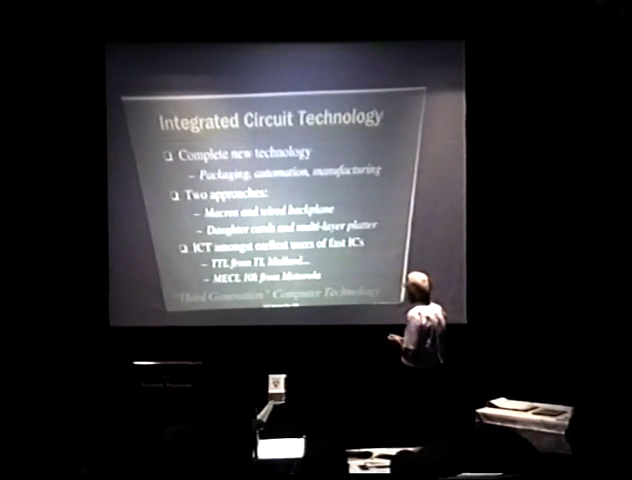 Integrated Circuit Technology
❑ Complete new technology
– Packaging, automation, manufacturing
❑ Two approaches:
– Macros and wired backplane
– Daughter cards and multi-layer platter
❑ ICT amongst earliest users of fast ICs
– TTL from TI, Mullard...
– MECL 10k from Motorola
"Third Generation" Computer Technology